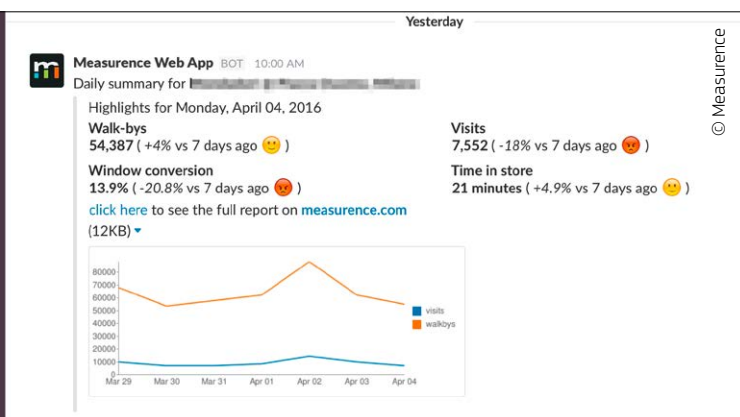 Yesterday
© Measurence
m
Measurence Web App BOT 10:00 AM
Daily summary for
Highlights for Monday, April 04, 2016
Walk-bys
54,387 ( +4% vs 7 days ago 🙂 )
Visits
7,552 ( -18% vs 7 days ago 😡 )
Window conversion
13.9% ( -20.8% vs 7 days ago 😡 )
Time in store
21 minutes ( +4.9% vs 7 days ago 🙂 )
click here to see the full report on measurence.com
(12KB)
80000
70000
60000
50000
40000
30000
20000
10000
0
visits
walkbys
Mar 29 Mar 30 Mar 31 Apr 01 Apr 02 Apr 03 Apr 04